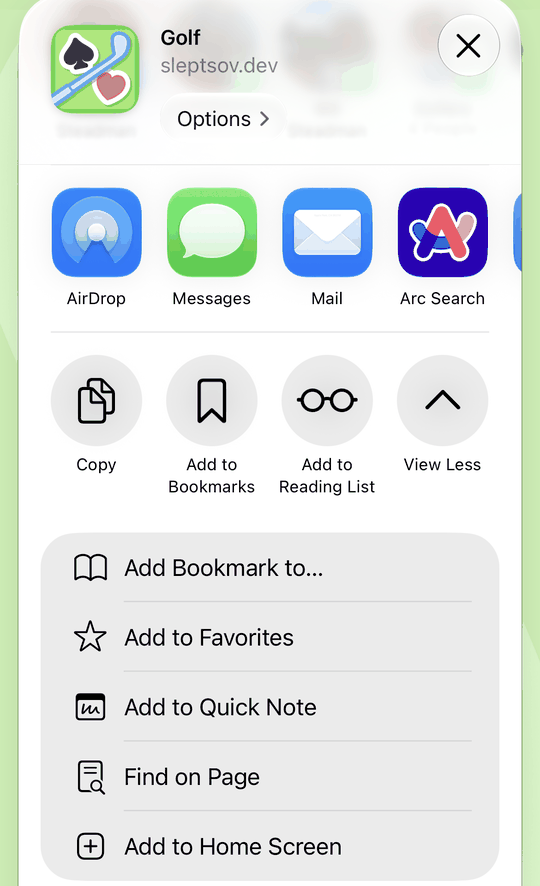 Golf
sleptsov.dev
Options
AirDrop
Messages
Mail
Arc Search
Copy
Add to
Bookmarks
Add to
Reading List
View Less
Add Bookmark to...
Add to Favorites
Add to Quick Note
Find on Page
Add to Home Screen